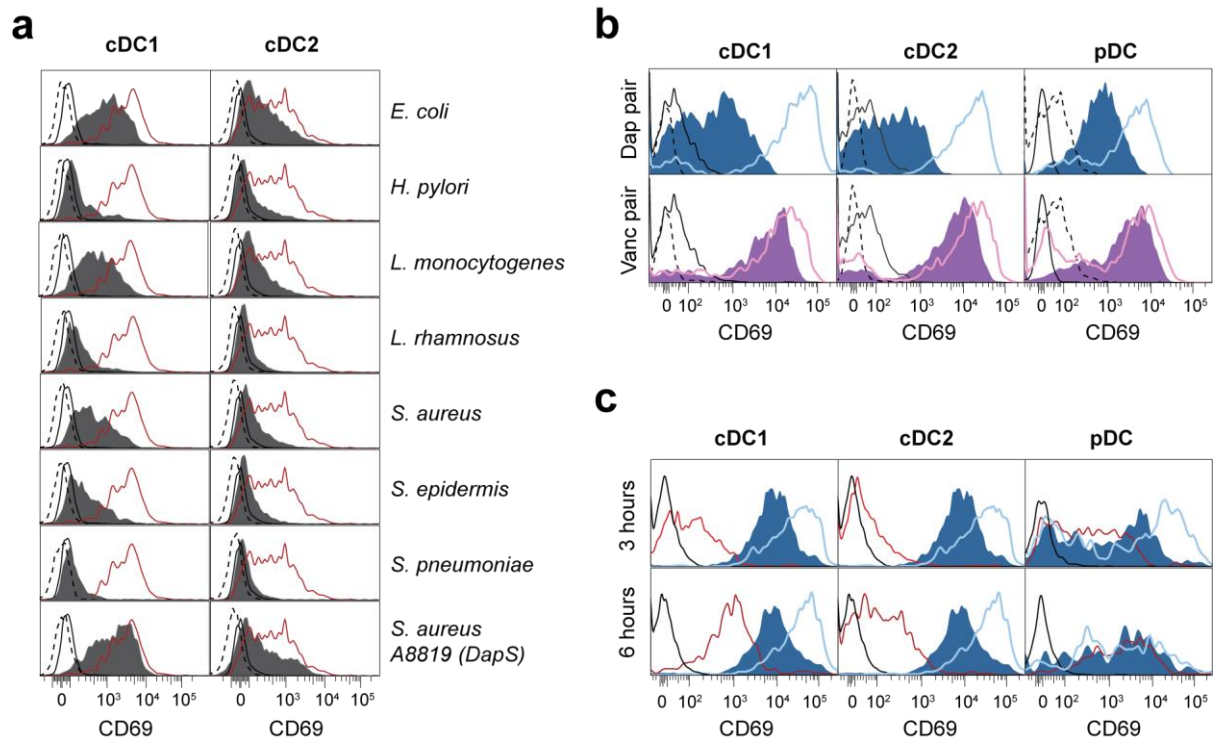 a
cDC1 cDC2
E. coli
H. pylori
L. monocytogenes
L. rhamnosus
S. aureus
S. epidermis
S. pneumoniae
S. aureus
A8819 (DapS)
0 10³ 10⁵ 0 10³ 10⁵
CD69 CD69
b
cDC1 cDC2 pDC
Dap pair
Vanc pair
0 10² 10³ 10⁴ 10⁵ 0 10² 10³ 10⁴ 10⁵ 0 10² 10³ 10⁴ 10⁵
CD69 CD69 CD69
c
cDC1 cDC2 pDC
3 hours
6 hours
0 10² 10³ 10⁴ 10⁵ 0 10² 10³ 10⁴ 10⁵ 0 10² 10³ 10⁴ 10⁵
CD69 CD69 CD69